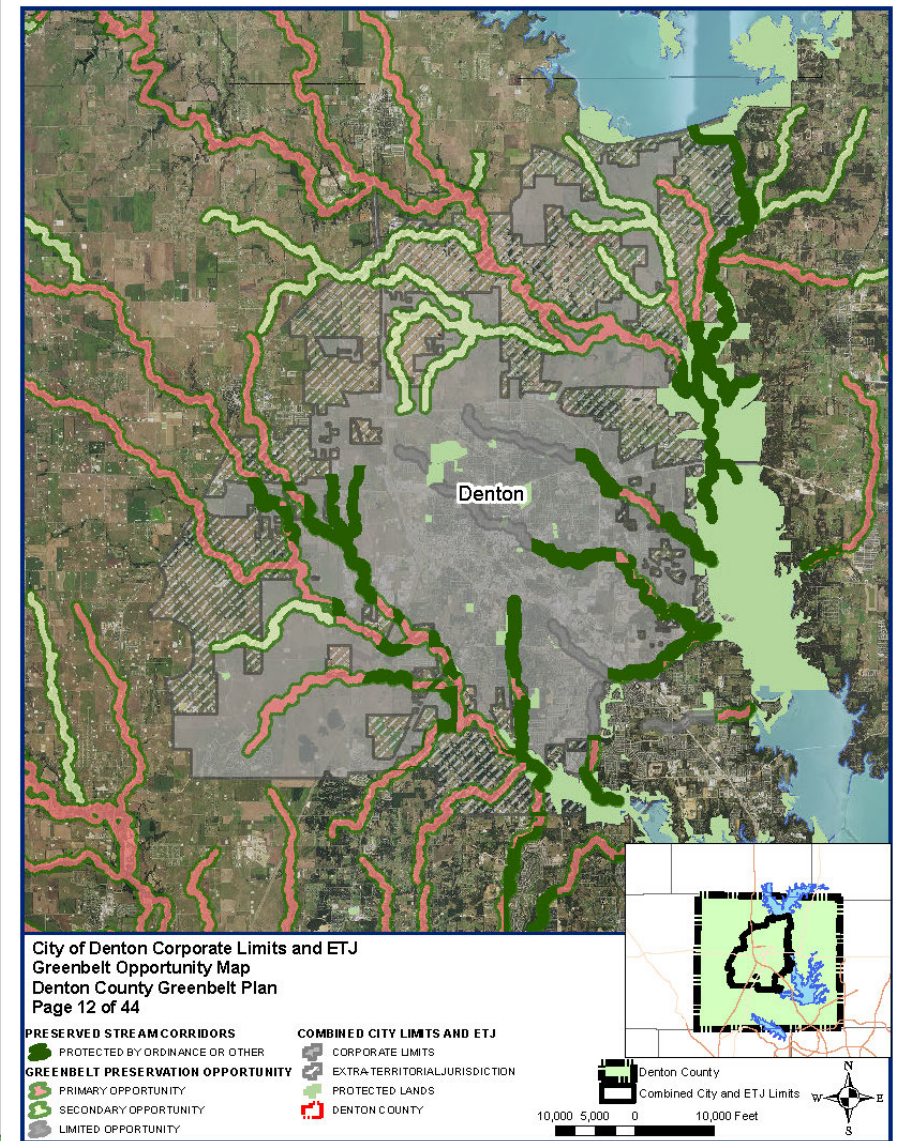 Denton
City of Denton Corporate Limits and ETJ
Greenbelt Opportunity Map
Denton County Greenbelt Plan
Page 12 of 44
PRESERVED STREAM CORRIDORS
PROTECTED BY ORDINANCE OR OTHER
GREENBELT PRESERVATION OPPORTUNITY
PRIMARY OPPORTUNITY
SECONDARY OPPORTUNITY
LIMITED OPPORTUNITY
COMBINED CITY LIMITS AND ETJ
CORPORATE LIMITS
EXTRA-TERRITORIAL JURISDICTION
PROTECTED LANDS
DENTON COUNTY
Denton County
Combined City and ETJ Limits
10,000 5,000 0 10,000 Feet
N
W E
S